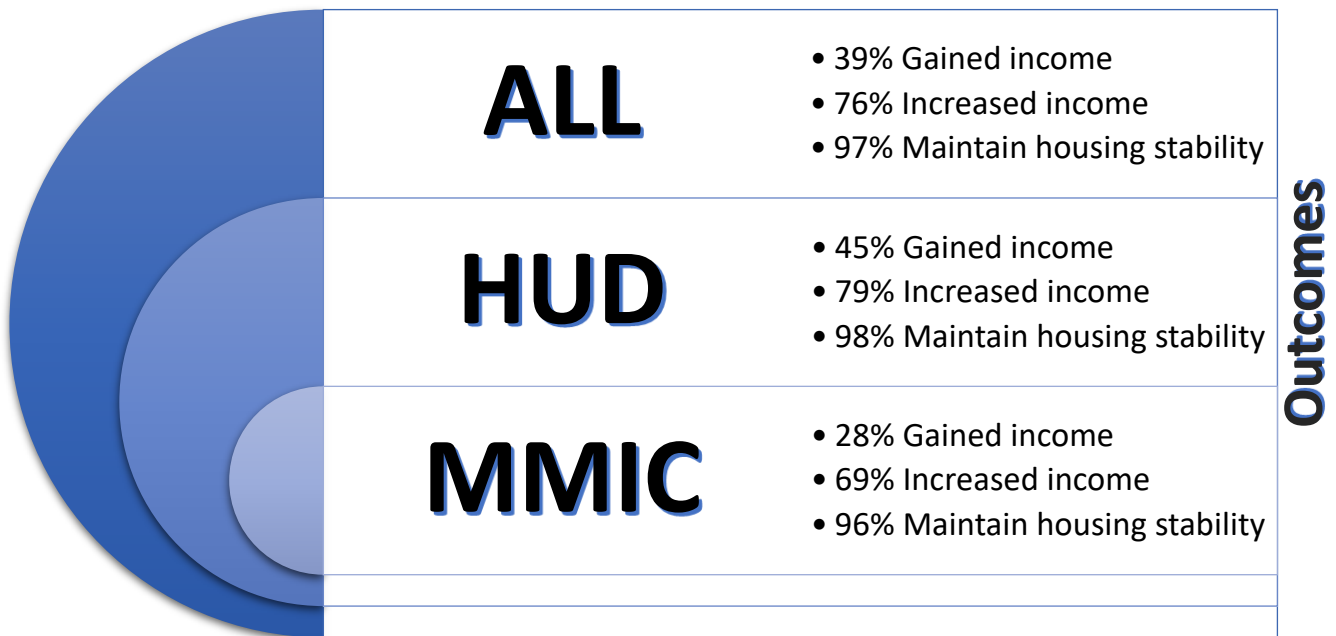 ALL
• 39% Gained income
• 76% Increased income
• 97% Maintain housing stability
HUD
• 45% Gained income
• 79% Increased income
• 98% Maintain housing stability
MMIC
• 28% Gained income
• 69% Increased income
• 96% Maintain housing stability
Outcomes